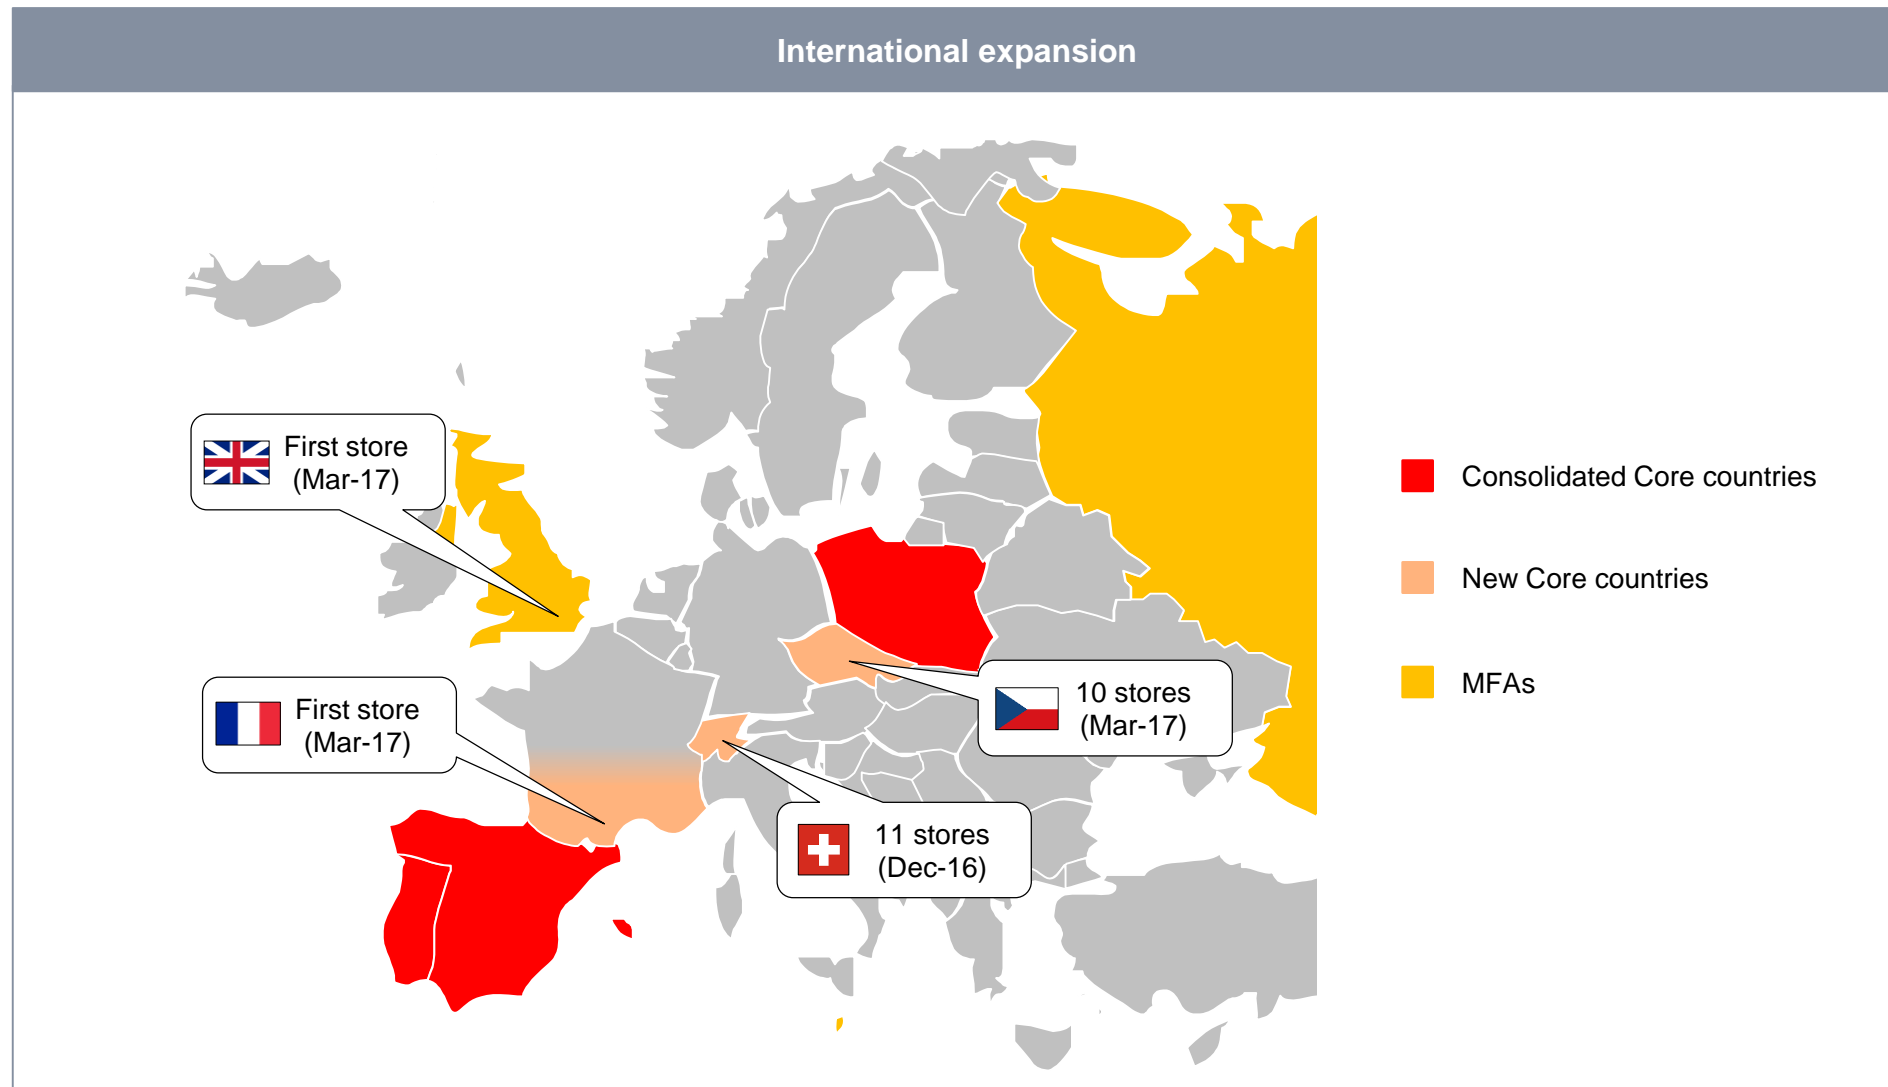 International expansion
First store
(Mar-17)
First store
(Mar-17)
10 stores
(Mar-17)
11 stores
(Dec-16)
Consolidated Core countries
New Core countries
MFAs